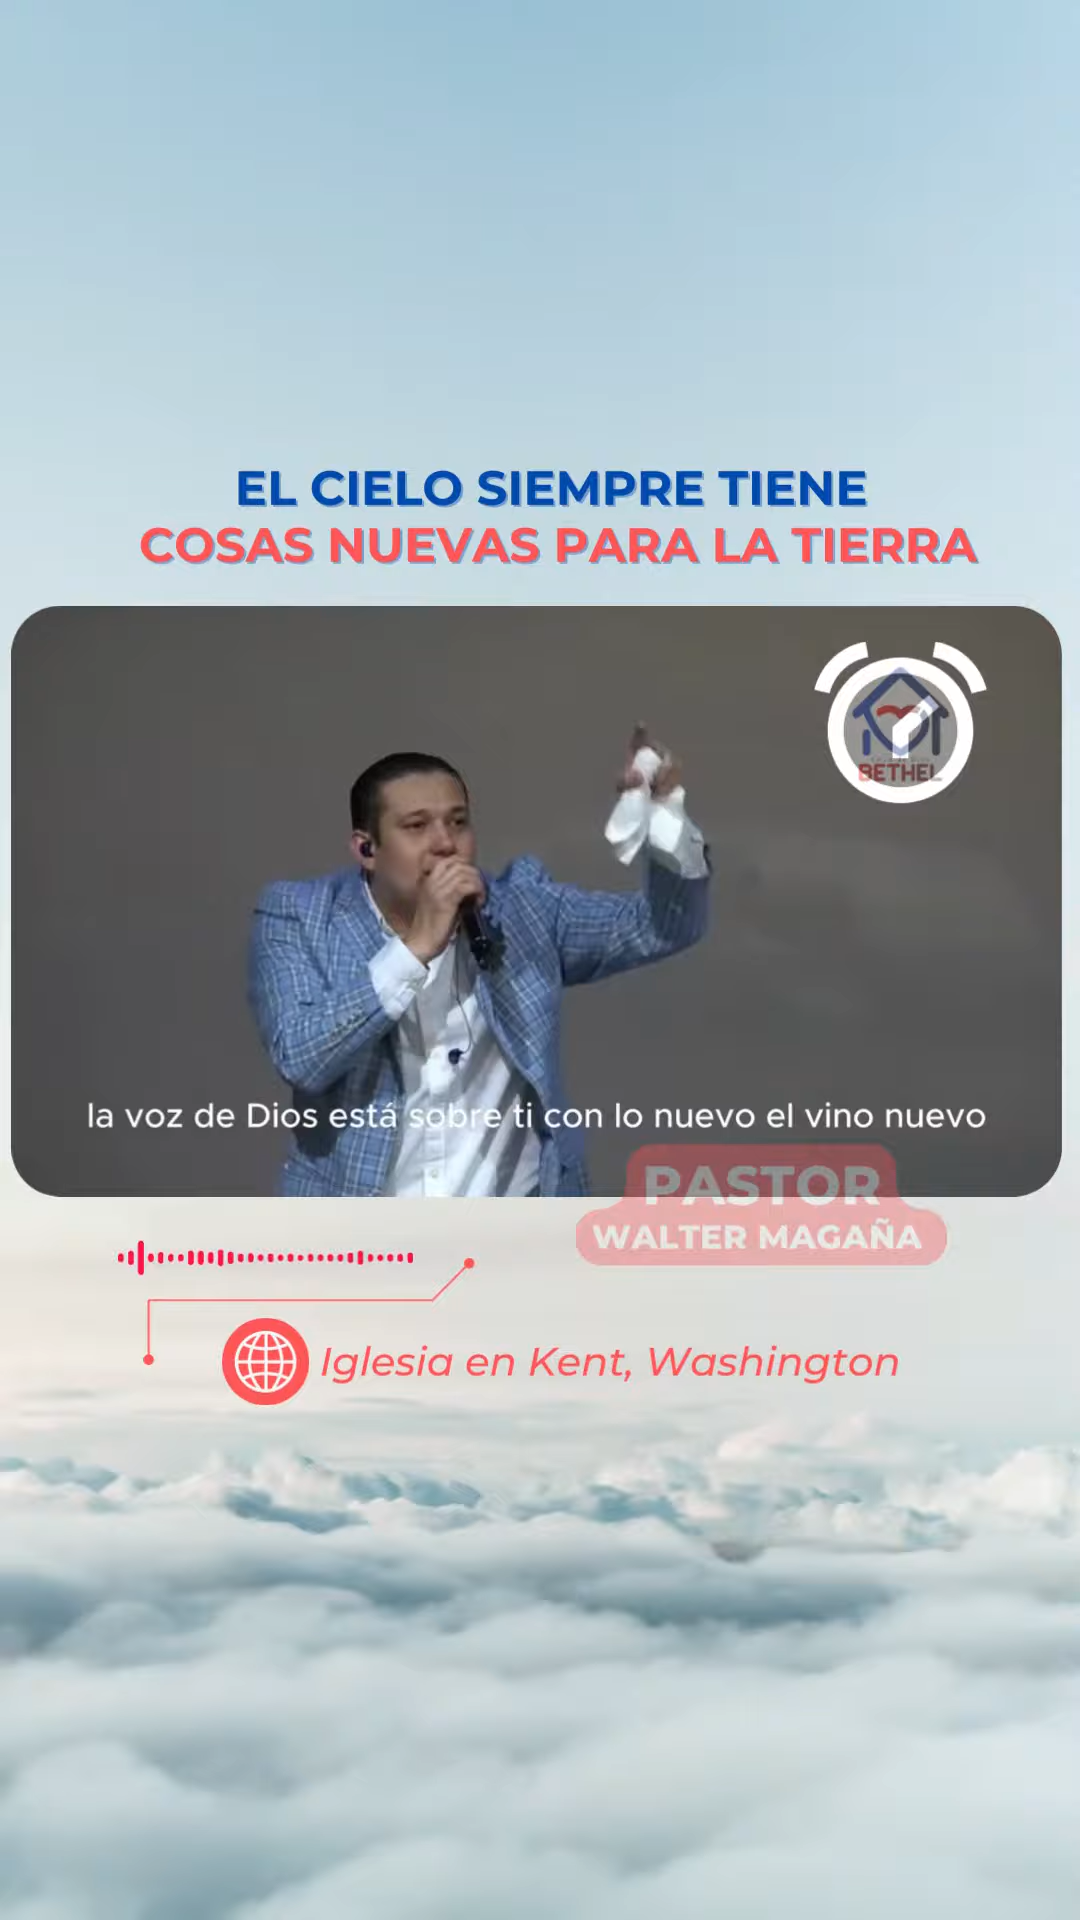 EL CIELO SIEMPRE TIENE
COSAS NUEVAS PARA LA TIERRA
BETHEL
la voz de Dios está sobre ti con lo nuevo el vino nuevo
PASTOR
WALTER MAGAÑA
Iglesia en Kent, Washington